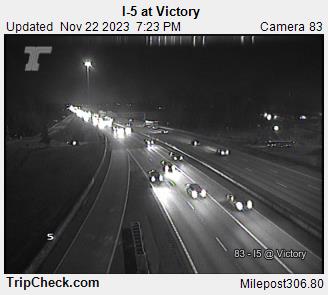 I-5 at Victory
Updated Nov 22 2023 7:23 PM Camera 83
T
S
83 - I5 @ Victory
TripCheck.com Milepost306.80